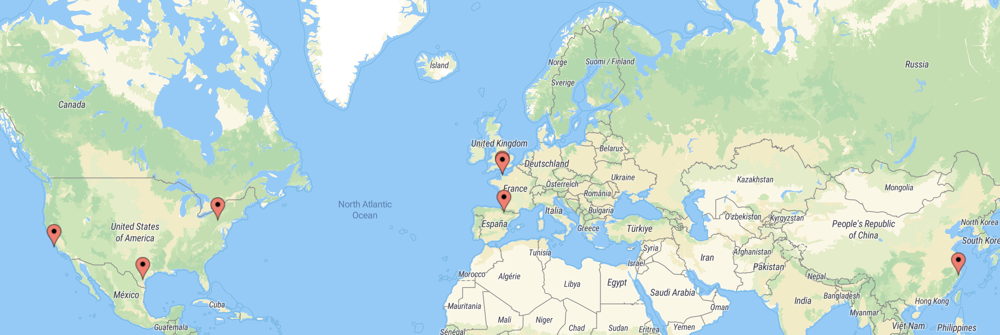 Canada
United States
of America
México
Cuba
Guatemala
North Atlantic
Ocean
Ísland
Norge
Suomi / Finland
Sverige
Russia
United Kingdom
Belarus
Deutschland
Ukraine
Österreich
France
România
Kazakhstan
Mongolia
Italia
Bulgaria
O'zbekiston
Kyrgyzstan
España
Greece
Türkiye
People's Republic
of China
North Korea
South Kore
Tunisia
Syria
Afghanistan
Iran
Israel
Pakistan
Morocco
Algérie
Libya
Egypt
Nepal
Saudi Arabia
Bangladesh
India
Hong Kong
Mauritania
Oman
Myanmar
Mali
Niger
Chad
Sudan
Eritrea
Yemen
Việt Nam
Philippines
Sénégal